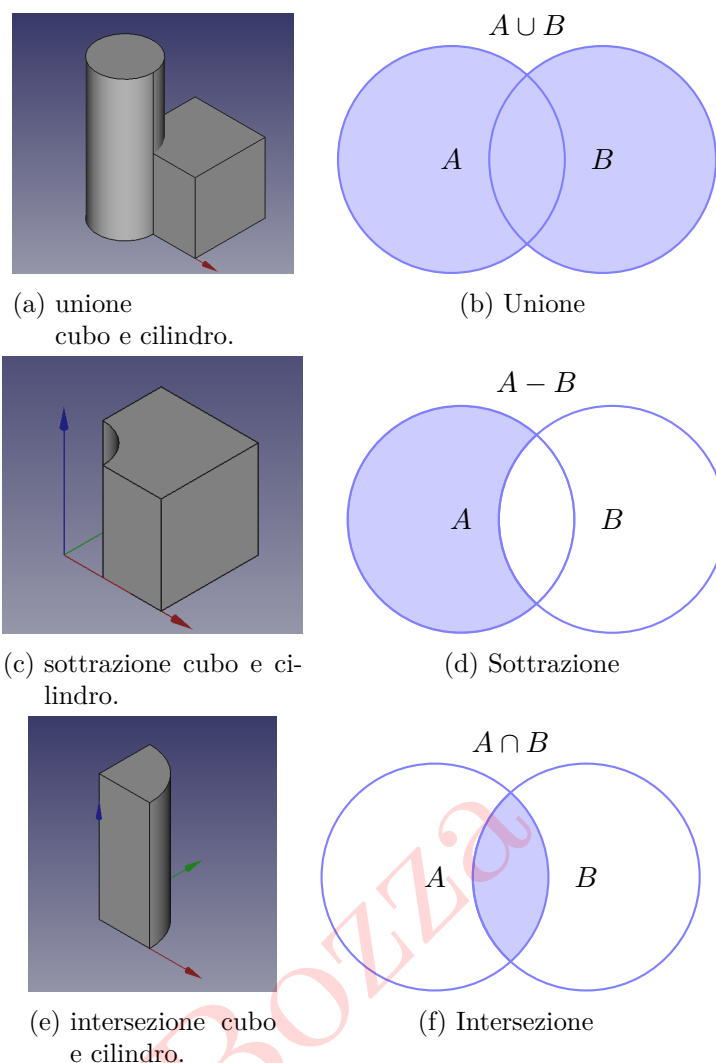 A ∪ B
A
B
(a) unione
cubo e cilindro.
(b) Unione
A − B
A
B
(c) sottrazione cubo e ci-
lindro.
(d) Sottrazione
A ∩ B
A
B
(e) intersezione cubo
e cilindro.
(f) Intersezione
Bozza